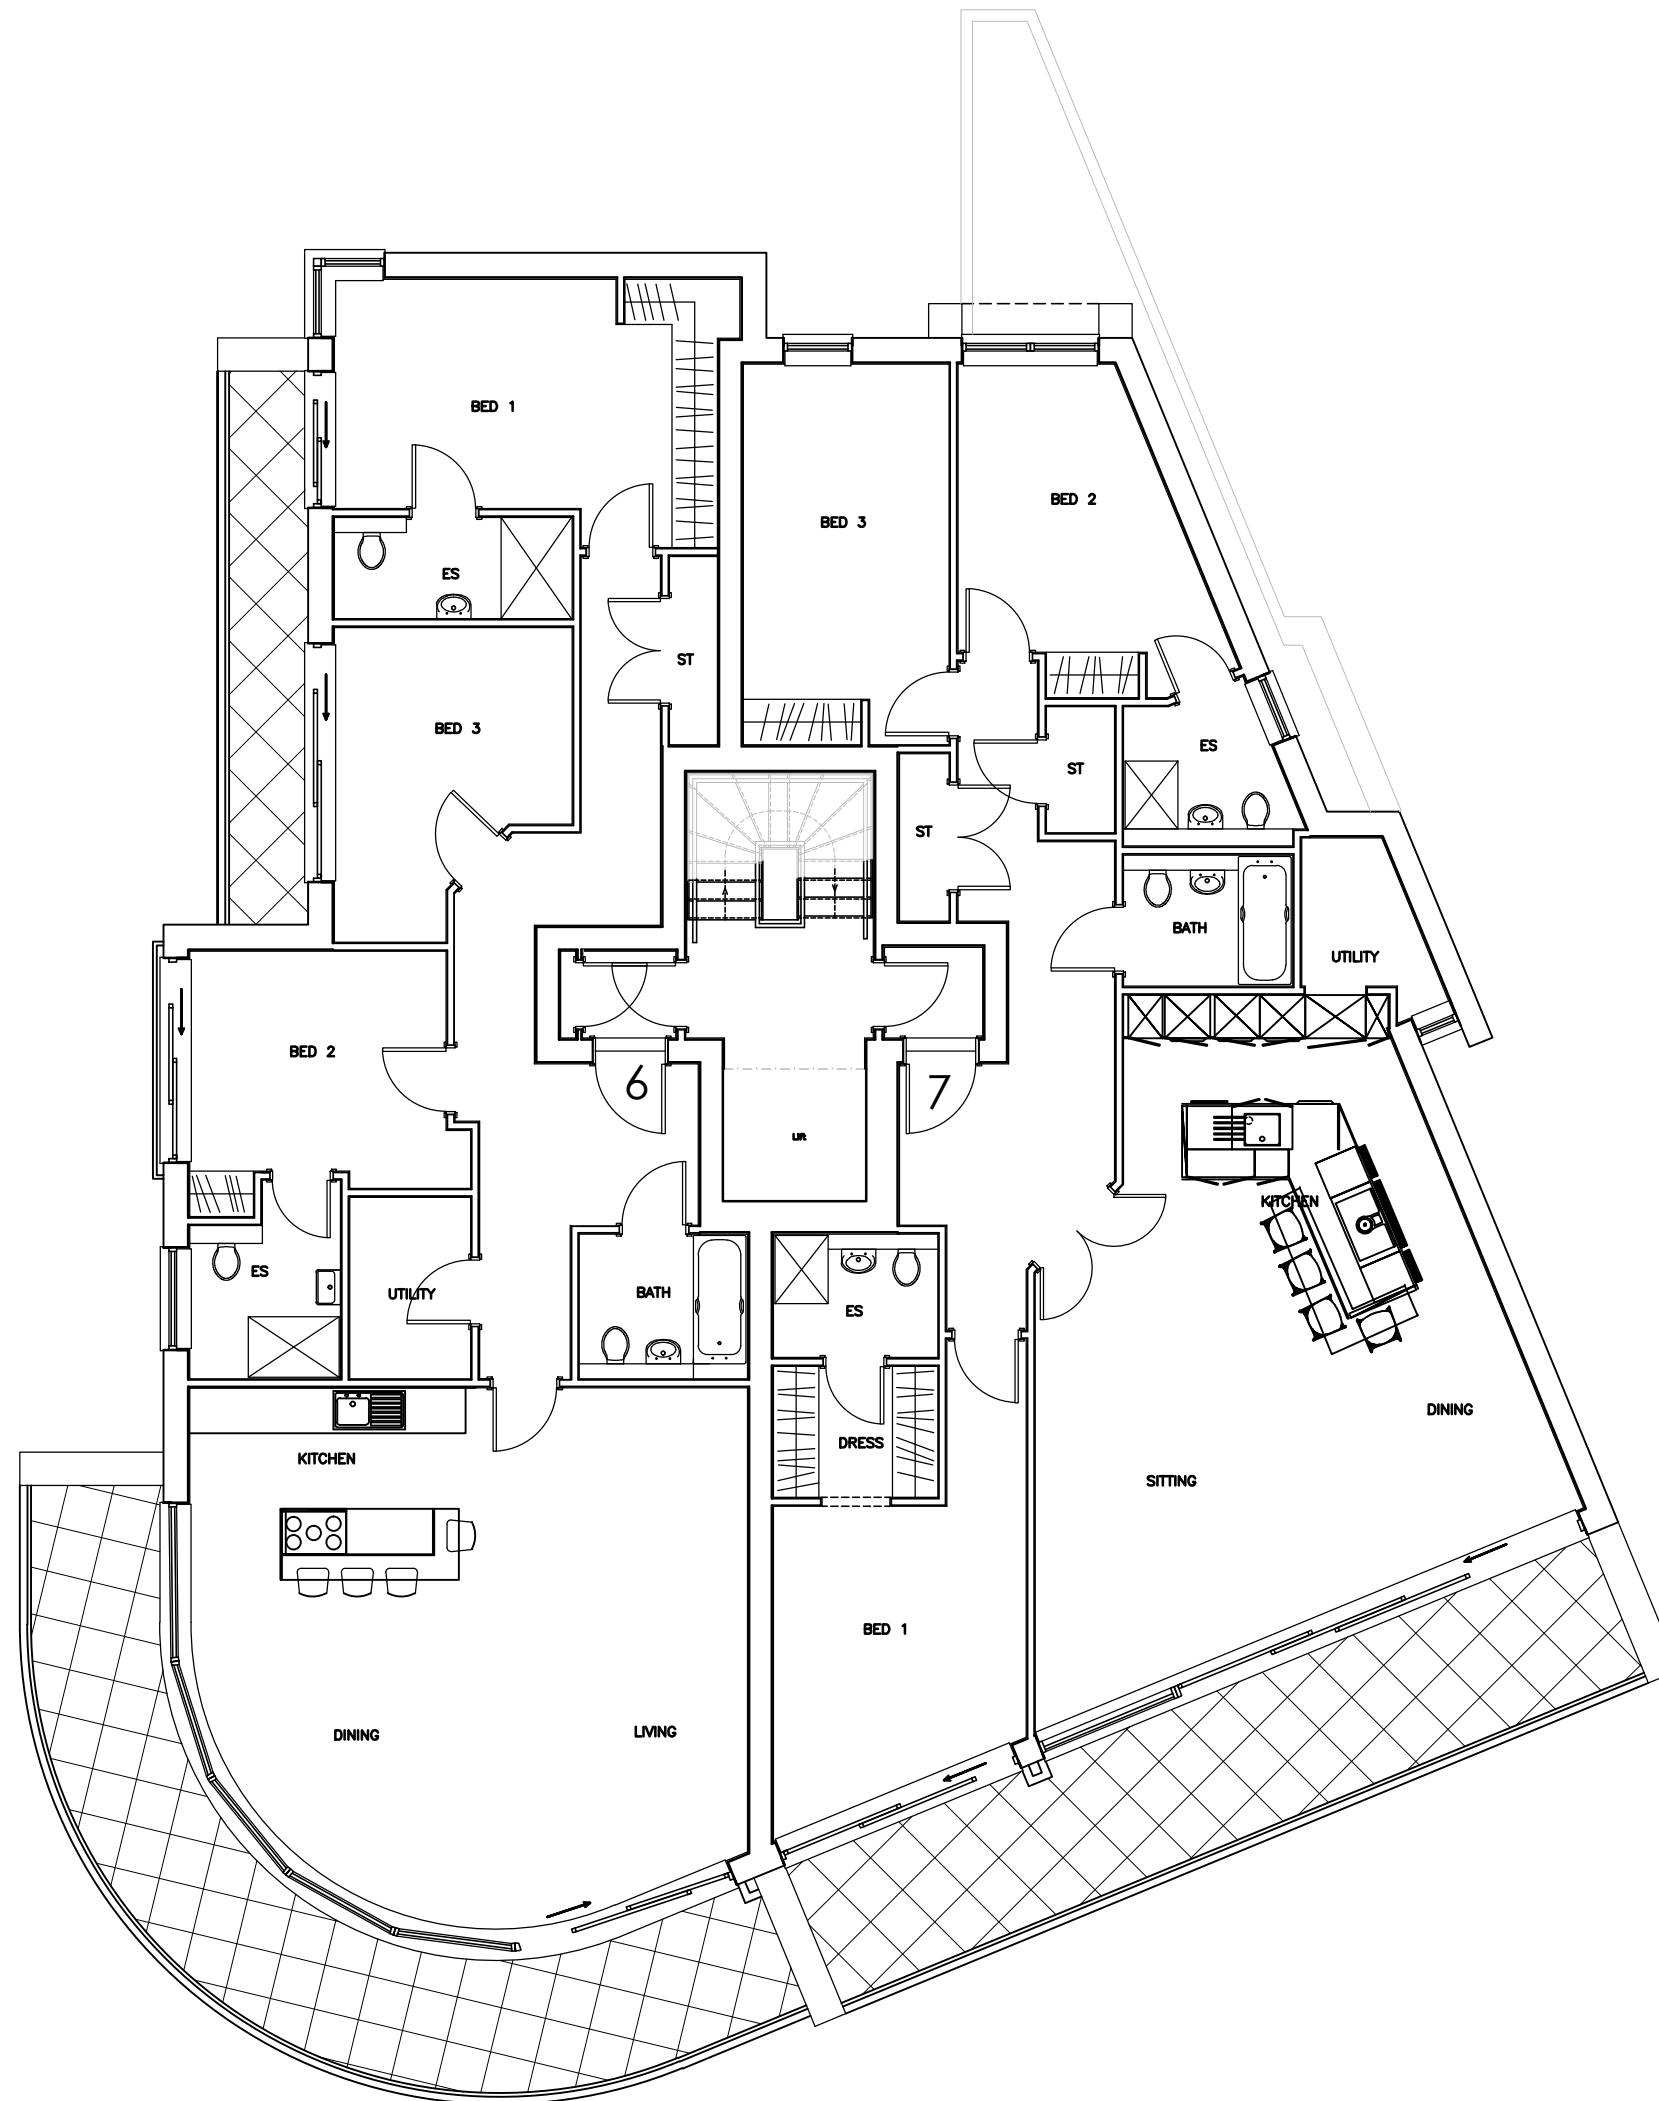 BED 1
BED 2
BED 3
ES
ST
BED 3
ES
ST
ST
BATH
UTILITY
BED 2
6
7
Lift
KITCHEN
ES
UTILITY
BATH
ES
DINING
DRESS
KITCHEN
SITTING
BED 1
DINING
LIVING